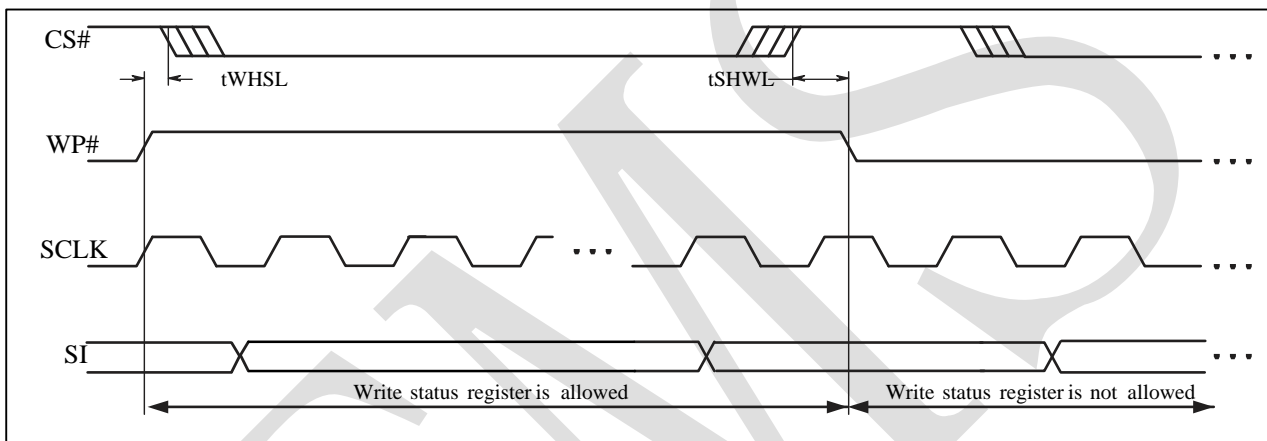 CS#
tWHSL
tSHWL
WP#
SCLK
SI
Write status register is allowed
Write status register is not allowed